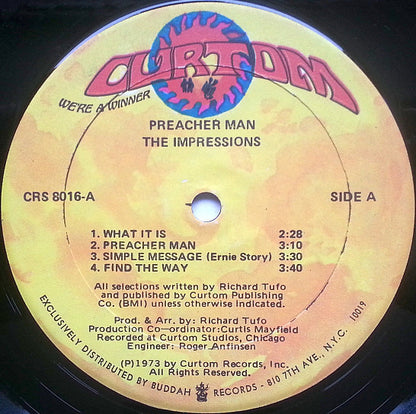 CURTOM
WE'RE A WINNER
PREACHER MAN
THE IMPRESSIONS
CRS 8016-A
SIDE A
1. WHAT IT IS 2:28
2. PREACHER MAN 3:10
3. SIMPLE MESSAGE (Ernie Story) 3:30
4. FIND THE WAY 3:40
All selections written by Richard Tufo
and published by Curtom Publishing
Co. (BMI) unless otherwise indicated.
Prod. & Arr. by: Richard Tufo
Production Co-ordinator:Curtis Mayfield
Recorded at Curtom Studios, Chicago
Engineer: Roger Anfinsen
(P)1973 by Curtom Records, Inc.
All Rights Reserved.
EXCLUSIVELY DISTRIBUTED BY BUDDAH RECORDS - 810 7TH AVE., N.Y.C. 10019